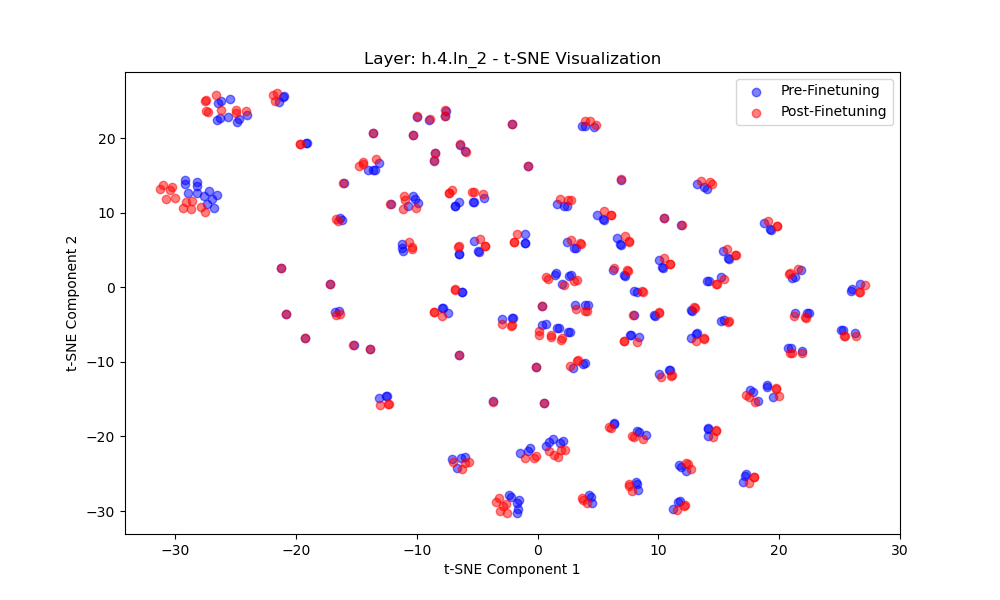 Layer: h.4.ln_2 - t-SNE Visualization
Pre-Finetuning
Post-Finetuning
t-SNE Component 2
20
10
0
−10
−20
−30
−30
−20
−10
0
10
20
30
t-SNE Component 1